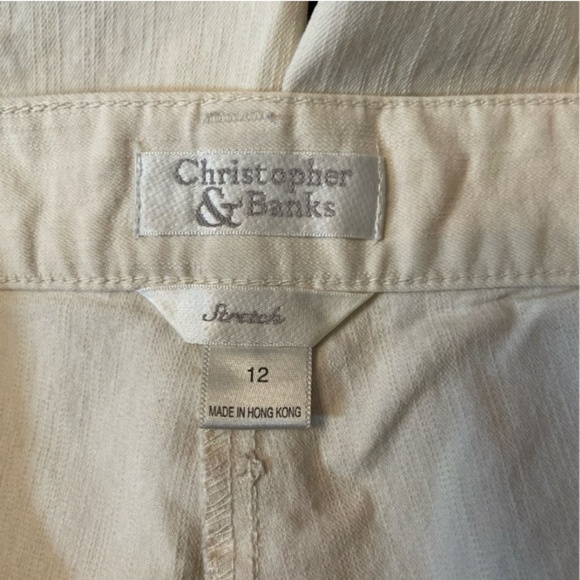 Christopher
& Banks
Stretch
12
MADE IN HONG KONG